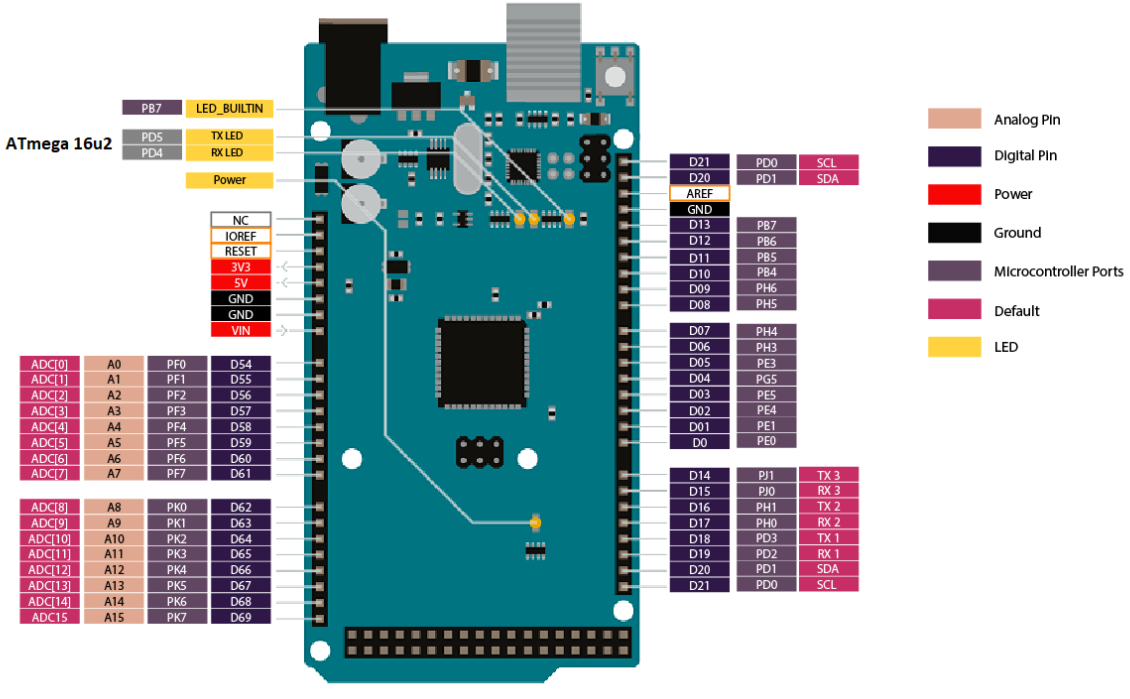 PB7 LED_BUILTIN
ATmega 16u2
PD5 TX LED
PD4 RX LED
Power
NC
IOREF
RESET
3V3
5V
GND
GND
VIN
ADC[0] A0 PF0 D54
ADC[1] A1 PF1 D55
ADC[2] A2 PF2 D56
ADC[3] A3 PF3 D57
ADC[4] A4 PF4 D58
ADC[5] A5 PF5 D59
ADC[6] A6 PF6 D60
ADC[7] A7 PF7 D61
ADC[8] A8 PK0 D62
ADC[9] A9 PK1 D63
ADC[10] A10 PK2 D64
ADC[11] A11 PK3 D65
ADC[12] A12 PK4 D66
ADC[13] A13 PK5 D67
ADC[14] A14 PK6 D68
ADC15 A15 PK7 D69
D21 PD0 SCL
D20 PD1 SDA
AREF
GND
D13 PB7
D12 PB6
D11 PB5
D10 PB4
D09 PH6
D08 PH5
D07 PH4
D06 PH3
D05 PE3
D04 PG5
D03 PE5
D02 PE4
D01 PE1
D0 PE0
D14 PJ1 TX 3
D15 PJ0 RX 3
D16 PH1 TX 2
D17 PH0 RX 2
D18 PD3 TX 1
D19 PD2 RX 1
D20 PD1 SDA
D21 PD0 SCL
Analog Pin
Digital Pin
Power
Ground
Microcontroller Ports
Default
LED